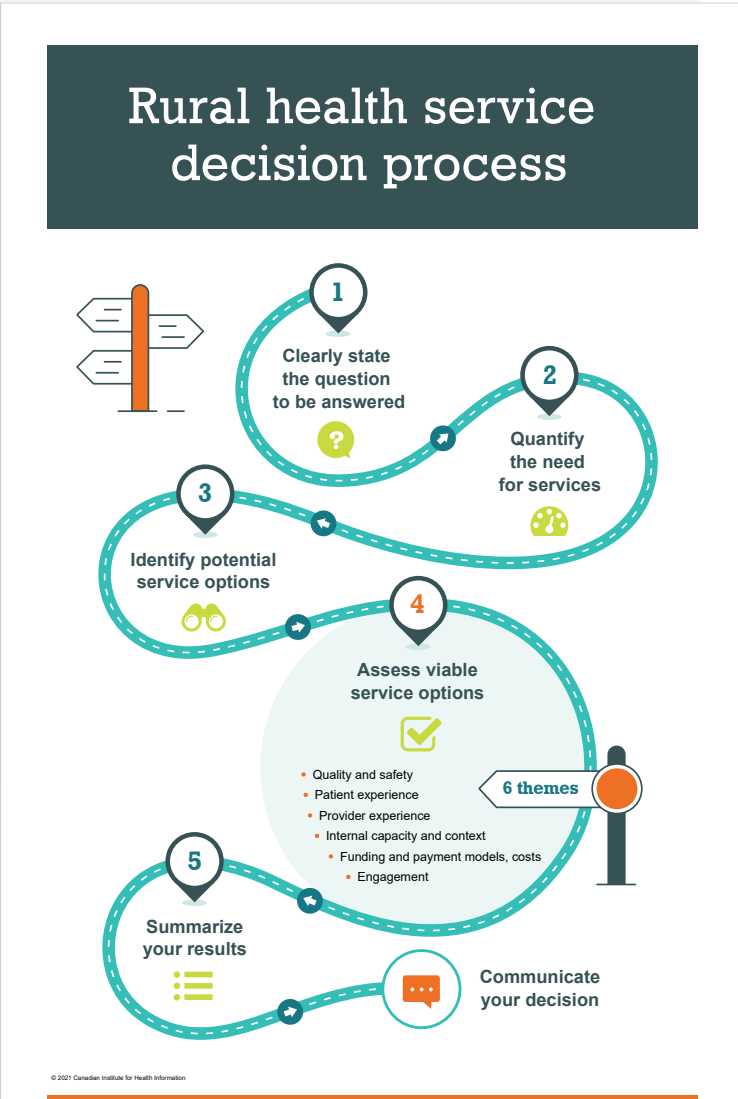 Rural health service
decision process
1
Clearly state
the question
to be answered
?
2
Quantify
the need
for services
3
Identify potential
service options
4
Assess viable
service options
• Quality and safety
• Patient experience
• Provider experience
• Internal capacity and context
• Funding and payment models, costs
• Engagement
6 themes
5
Summarize
your results
Communicate
your decision
© 2021 Canadian Institute for Health Information